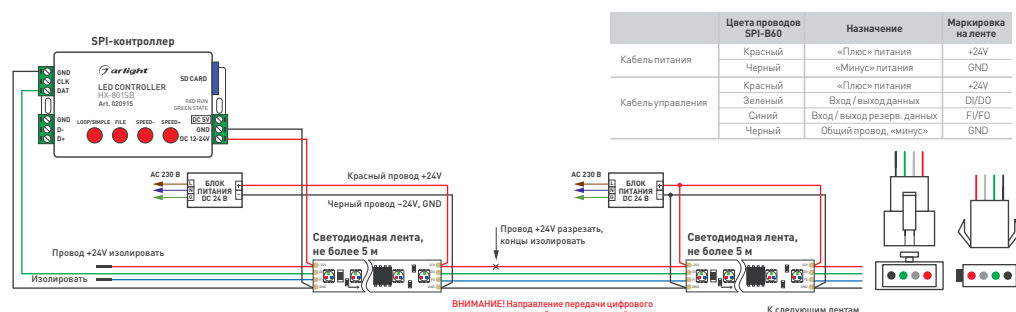 SPI-контроллер
GND
CLK
DAT
arlight
LED CONTROLLER
HX-801SB
Art. 020915
SD CARD
RED RUN
GREEN STATE
GND
D-
D+
LOOP/SIMPLE FILE SPEED- SPEED+
DC 5V
GND
DC 12-24V
Цвета проводов SPI-B60 Назначение Маркировка на ленте
Кабель питания
Красный «Плюс» питания +24V
Черный «Минус» питания GND
Кабель управления
Красный «Плюс» питания +24V
Зеленый Вход / выход данных DI/DO
Синий Вход / выход резерв. данных FI/FO
Черный Общий провод, «минус» GND
AC 230 В
L
N
G
БЛОК
ПИТАНИЯ
DC 24 В
+
−
Красный провод +24V
Черный провод –24V, GND
AC 230 В
L
N
G
БЛОК
ПИТАНИЯ
DC 24 В
+
−
Светодиодная лента,
не более 5 м
Провод +24V разрезать,
концы изолировать
Светодиодная лента,
не более 5 м
Провод +24V изолировать
Изолировать
ВНИМАНИЕ! Направление передачи цифрового
К следующим лентам